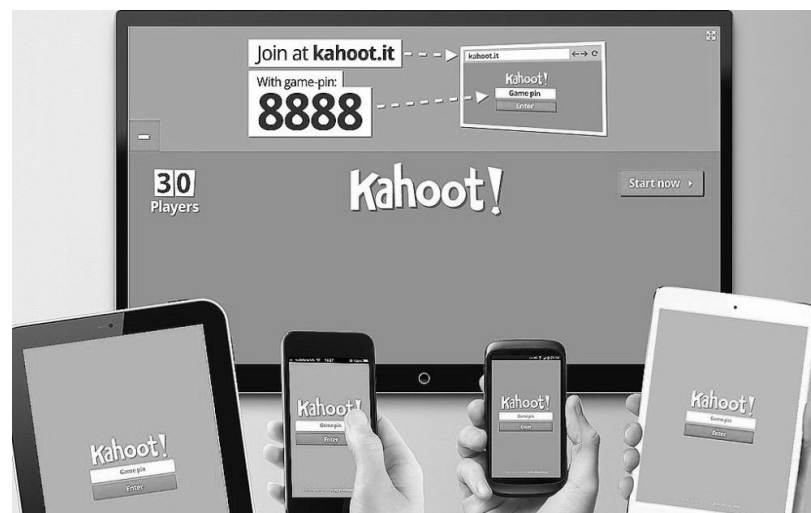 Join at kahoot.it
With game-pin:
8888
kahoot.it
Kahoot!
Game pin
Enter
30
Players
Kahoot!
Start now
Kahoot!
Game pin
Enter
Kahoot!
Game pin
Enter
Kahoot!
Game pin
Enter
Kahoot!
Game pin
Enter